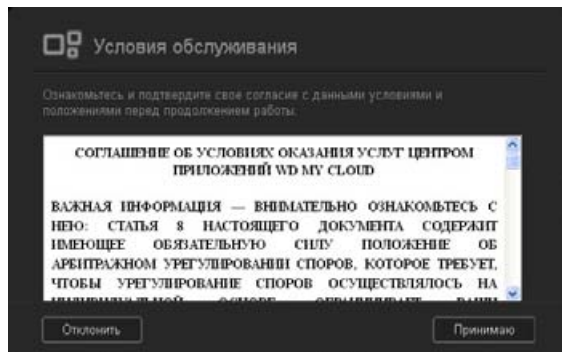 Условия обслуживания
Ознакомьтесь и подтвердите свое согласие с данными условиями и
положениями перед продолжением работы.
СОГЛАШЕНИЕ ОБ УСЛОВИЯХ ОКАЗАНИЯ УСЛУГ ЦЕНТРОМ
ПРИЛОЖЕНИЙ WD MY CLOUD
ВАЖНАЯ ИНФОРМАЦИЯ — ВНИМАТЕЛЬНО ОЗНАКОМЬТЕСЬ С
НЕЮ: СТАТЬЯ 8 НАСТОЯЩЕГО ДОКУМЕНТА СОДЕРЖИТ
ИМЕЮЩЕЕ ОБЯЗАТЕЛЬНУЮ СИЛУ ПОЛОЖЕНИЕ ОБ
АРБИТРАЖНОМ УРЕГУЛИРОВАНИИ СПОРОВ, КОТОРОЕ ТРЕБУЕТ,
ЧТОБЫ УРЕГУЛИРОВАНИЕ СПОРОВ ОСУЩЕСТВЛЯЛОСЬ НА
Отклонить
Принимаю